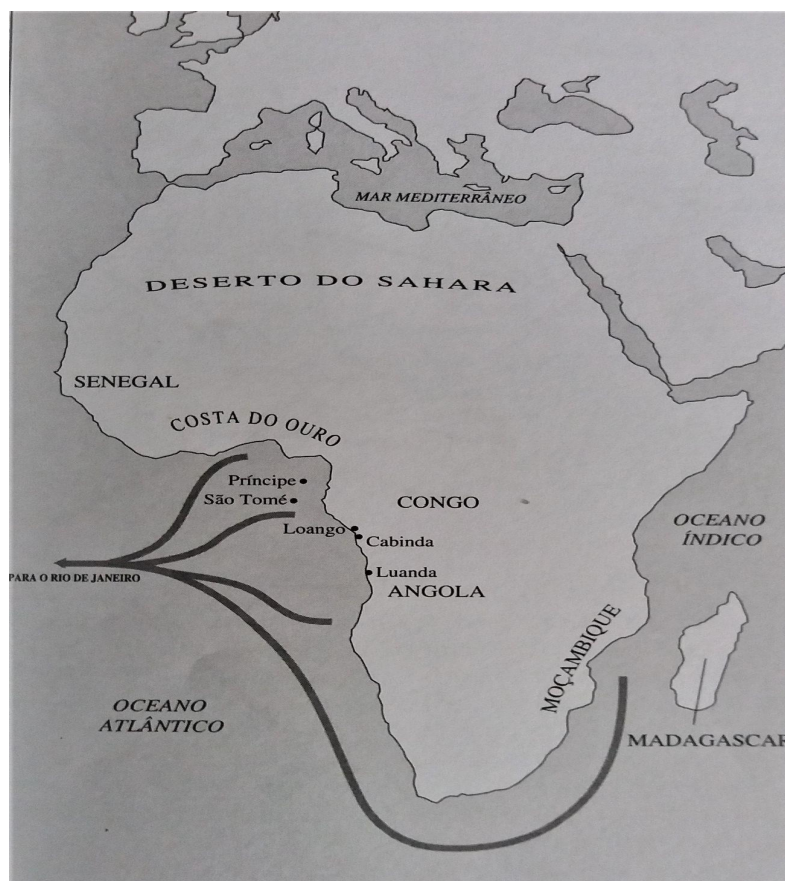 MAR MEDITERRÂNEO
DESERTO DO SAHARA
SENEGAL
COSTA DO OURO
Príncipe
São Tomé
CONGO
Loango
Cabinda
OCEANO
ÍNDICO
PARA O RIO DE JANEIRO
Luanda
ANGOLA
MOÇAMBIQUE
OCEANO
ATLÂNTICO
MADAGASCAR